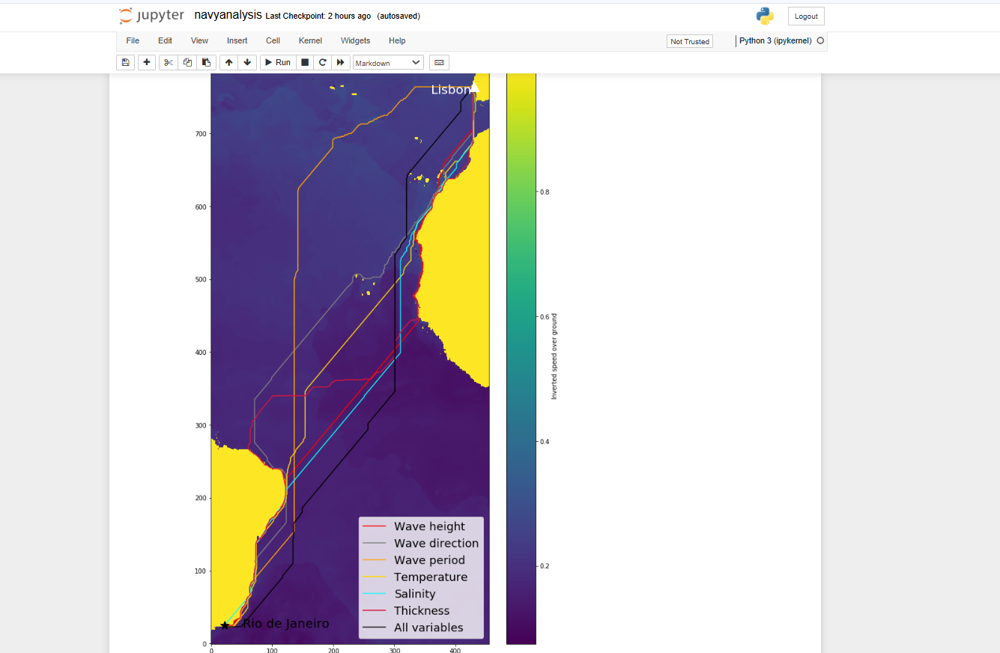 jupyter navyanalysis Last Checkpoint: 2 hours ago (autosaved) Logout
File Edit View Insert Cell Kernel Widgets Help Not Trusted Python 3 (ipykernel)
Run Markdown
Lisbon
700
600
500
400
300
200
100
0
0 100 200 300 400
Rio de Janeiro
Wave height
Wave direction
Wave period
Temperature
Salinity
Thickness
All variables
0.8
0.6
0.4
0.2
Inverted speed over ground